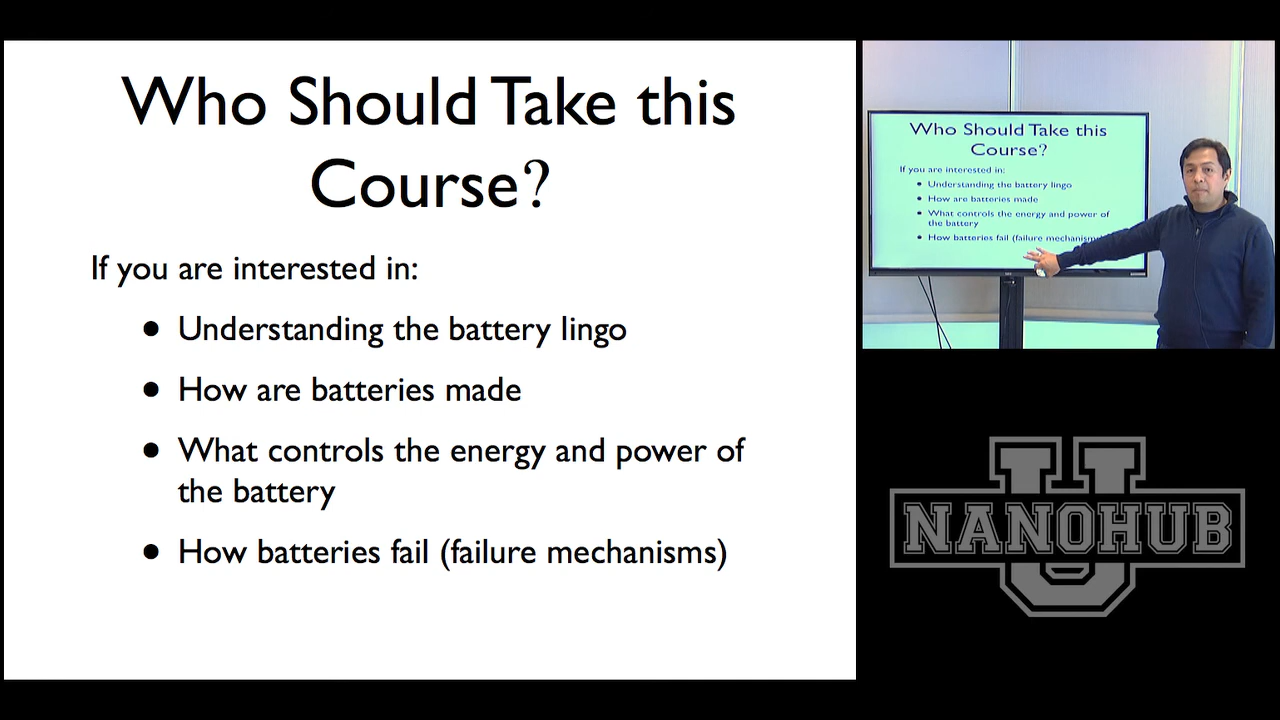 Who Should Take this
Course?
If you are interested in:
• Understanding the battery lingo
• How are batteries made
• What controls the energy and power of
the battery
• How batteries fail (failure mechanisms)
Who Should Take this
Course?
If you are interested in:
• Understanding the battery lingo
• How are batteries made
• What controls the energy and power of
the battery
• How batteries fail (failure mechanisms
NANOHUB
U